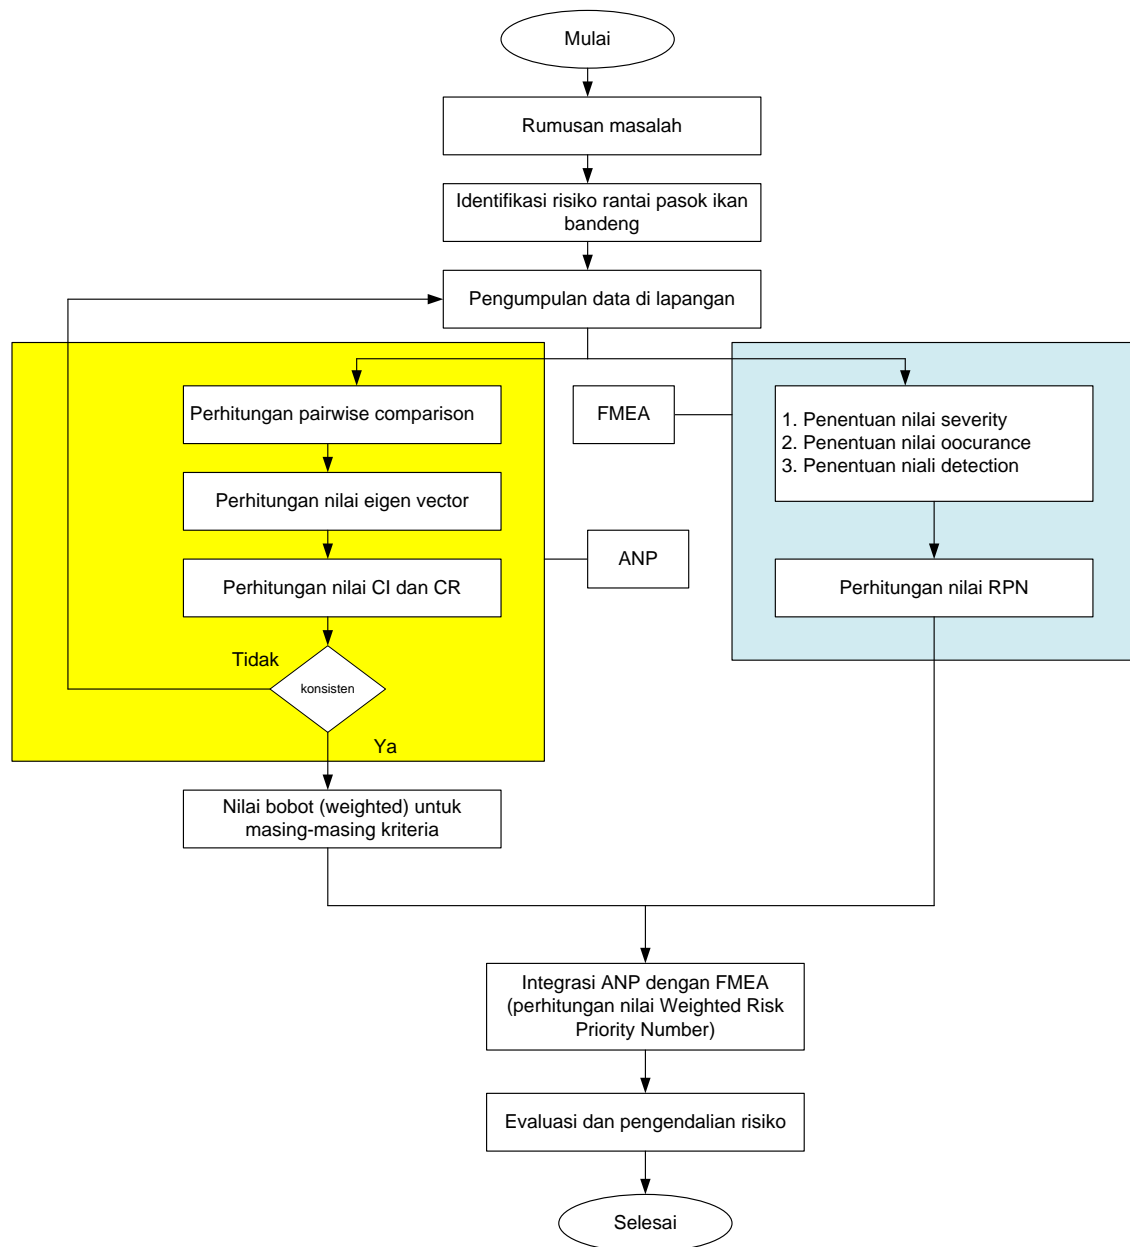 Mulai
Rumusan masalah
Identifikasi risiko rantai pasok ikan
bandeng
Pengumpulan data di lapangan
Perhitungan pairwise comparison
FMEA
1. Penentuan nilai severity
2. Penentuan nilai oocurance
3. Penentuan niali detection
Perhitungan nilai eigen vector
ANP
Perhitungan nilai CI dan CR
Perhitungan nilai RPN
Tidak
konsisten
Ya
Nilai bobot (weighted) untuk
masing-masing kriteria
Integrasi ANP dengan FMEA
(perhitungan nilai Weighted Risk
Priority Number)
Evaluasi dan pengendalian risiko
Selesai